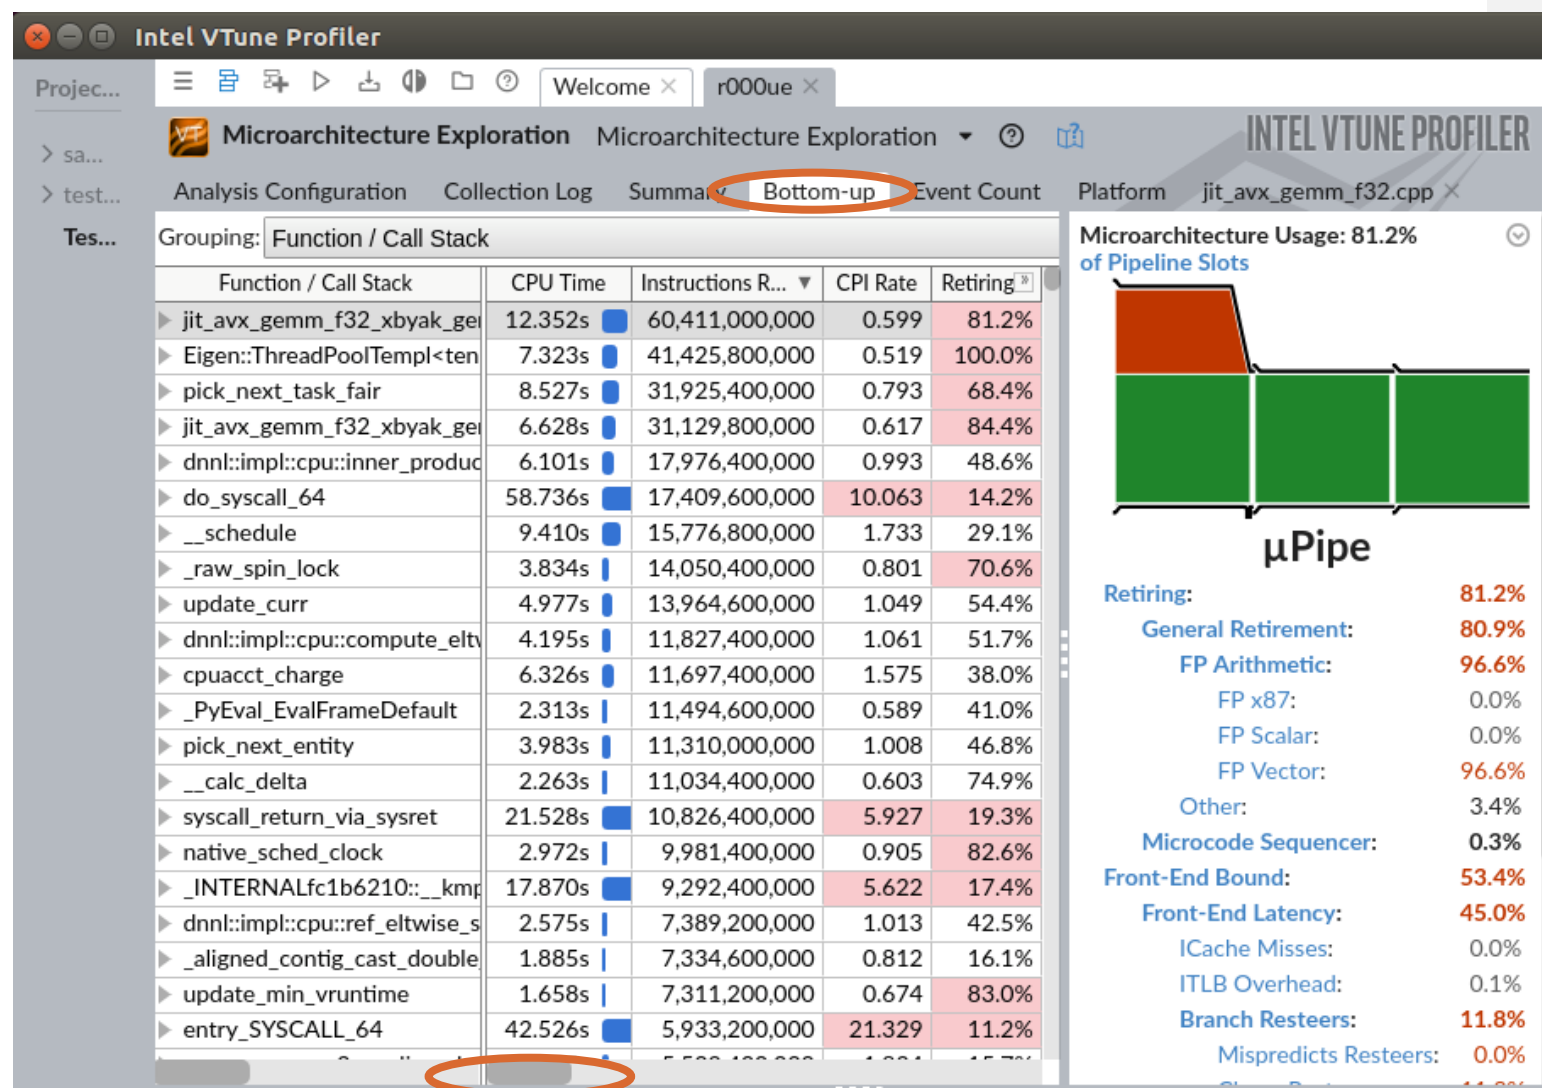 Intel VTune Profiler
Projec...
Welcome
r000ue
Microarchitecture Exploration Microarchitecture Exploration
INTEL VTUNE PROFILER
sa...
test...
Tes...
Analysis Configuration Collection Log Summary Bottom-up Event Count Platform jit_avx_gemm_f32.cpp
Grouping: Function / Call Stack
Function / Call Stack CPU Time Instructions R... CPI Rate Retiring
jit_avx_gemm_f32_xbyak_ge 12.352s 60,411,000,000 0.599 81.2%
Eigen::ThreadPoolTempl<ten 7.323s 41,425,800,000 0.519 100.0%
pick_next_task_fair 8.527s 31,925,400,000 0.793 68.4%
jit_avx_gemm_f32_xbyak_ge 6.628s 31,129,800,000 0.617 84.4%
dnnl::impl::cpu::inner_produc 6.101s 17,976,400,000 0.993 48.6%
do_syscall_64 58.736s 17,409,600,000 10.063 14.2%
__schedule 9.410s 15,776,800,000 1.733 29.1%
_raw_spin_lock 3.834s 14,050,400,000 0.801 70.6%
update_curr 4.977s 13,964,600,000 1.049 54.4%
dnnl::impl::cpu::compute_elt 4.195s 11,827,400,000 1.061 51.7%
cpuacct_charge 6.326s 11,697,400,000 1.575 38.0%
_PyEval_EvalFrameDefault 2.313s 11,494,600,000 0.589 41.0%
pick_next_entity 3.983s 11,310,000,000 1.008 46.8%
__calc_delta 2.263s 11,034,400,000 0.603 74.9%
syscall_return_via_sysret 21.528s 10,826,400,000 5.927 19.3%
native_sched_clock 2.972s 9,981,400,000 0.905 82.6%
_INTERNALfc1b6210::__kmp 17.870s 9,292,400,000 5.622 17.4%
dnnl::impl::cpu::ref_eltwise_s 2.575s 7,389,200,000 1.013 42.5%
_aligned_contig_cast_double 1.885s 7,334,600,000 0.812 16.1%
update_min_vruntime 1.658s 7,311,200,000 0.674 83.0%
entry_SYSCALL_64 42.526s 5,933,200,000 21.329 11.2%
Microarchitecture Usage: 81.2%
of Pipeline Slots
µPipe
Retiring: 81.2%
General Retirement: 80.9%
FP Arithmetic: 96.6%
FP x87: 0.0%
FP Scalar: 0.0%
FP Vector: 96.6%
Other: 3.4%
Microcode Sequencer: 0.3%
Front-End Bound: 53.4%
Front-End Latency: 45.0%
ICache Misses: 0.0%
ITLB Overhead: 0.1%
Branch Resteers: 11.8%
Mispredicts Resteers: 0.0%